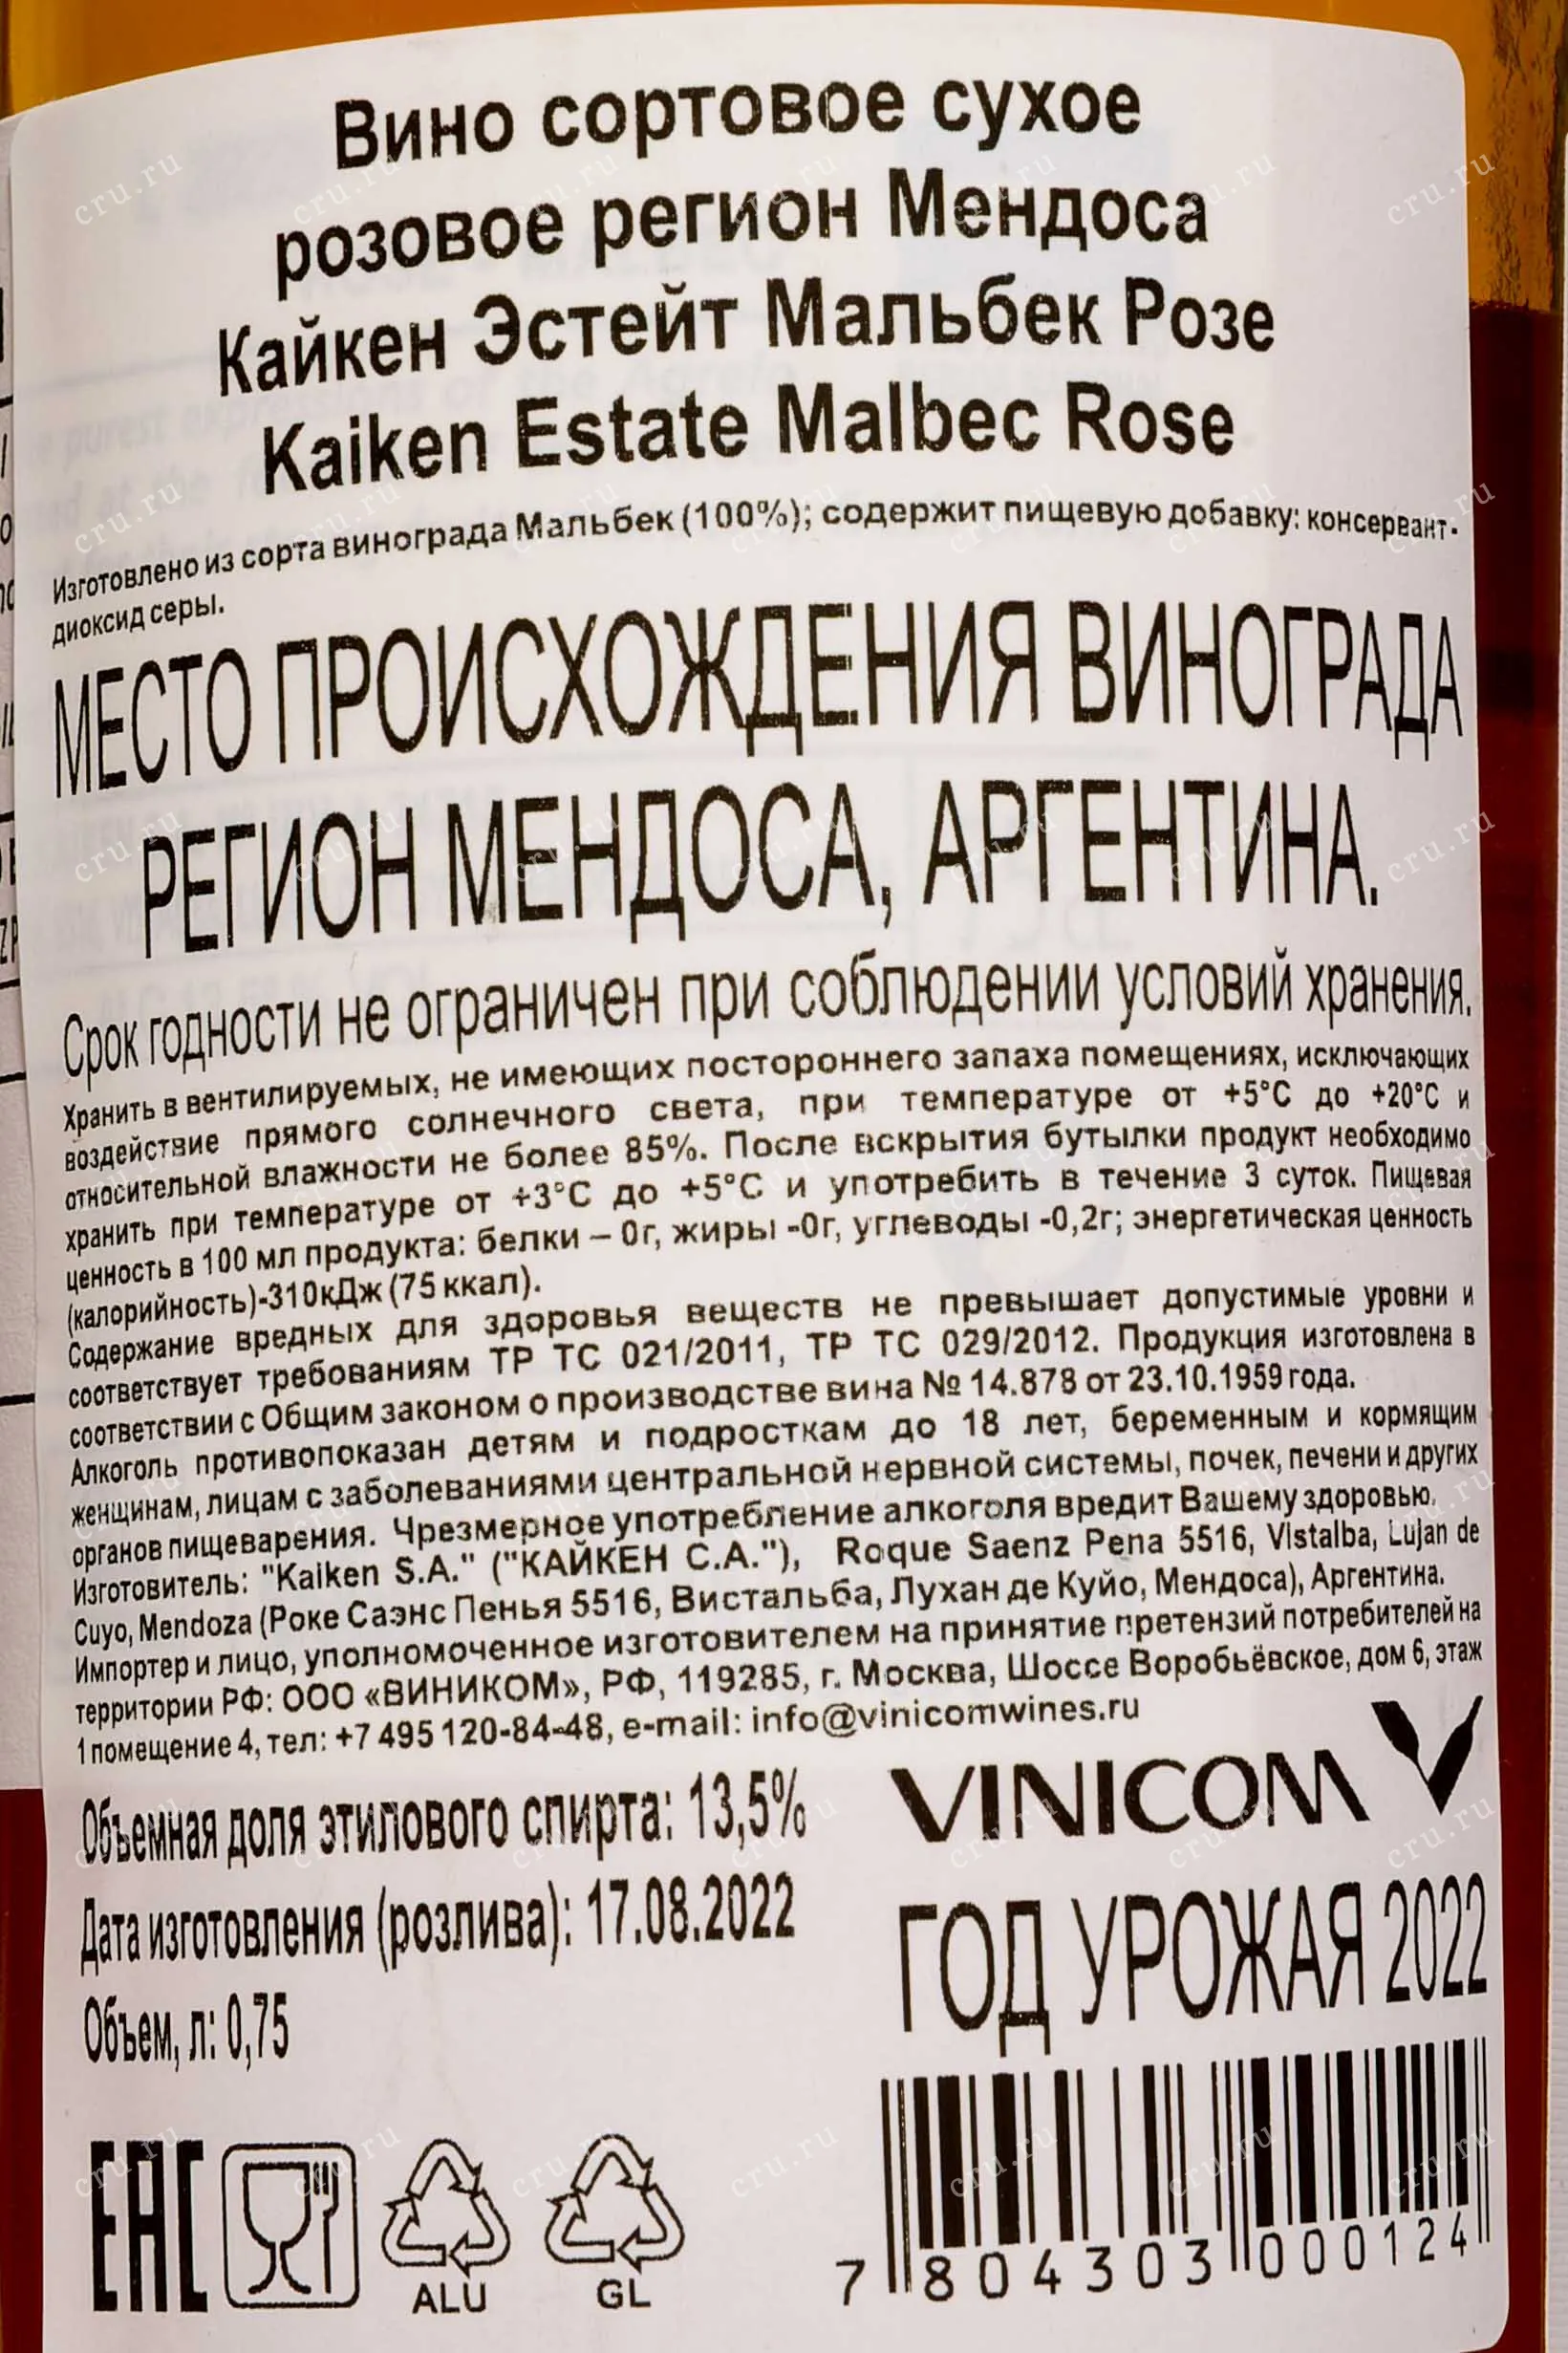 Вино сортовое сухое
розовое регион Мендоса
Кайкен Эстейт Мальбек Розе
Kaiken Estate Malbec Rose
Изготовлено из сорта винограда Мальбек (100%); содержит пищевую добавку: консервант-
диоксид серы.
МЕСТО ПРОИСХОЖДЕНИЯ ВИНОГРАДА
РЕГИОН МЕНДОСА, АРГЕНТИНА.
Срок годности не ограничен при соблюдении условий хранения.
Хранить в вентилируемых, не имеющих постороннего запаха помещениях, исключающих
воздействие прямого солнечного света, при температуре от +5°С до +20°С и
относительной влажности не более 85%. После вскрытия бутылки продукт необходимо
хранить при температуре от +3°С до +5°С и употребить в течение 3 суток. Пищевая
ценность в 100 мл продукта: белки – 0г, жиры -0г, углеводы -0,2г; энергетическая ценность
(калорийность)-310кДж (75 ккал).
Содержание вредных для здоровья веществ не превышает допустимые уровни и
соответствует требованиям ТР ТС 021/2011, ТР ТС 029/2012. Продукция изготовлена в
соответствии с Общим законом о производстве вина № 14.878 от 23.10.1959 года.
Алкоголь противопоказан детям и подросткам до 18 лет, беременным и кормящим
женщинам, лицам с заболеваниями центральной нервной системы, почек, печени и других
органов пищеварения. Чрезмерное употребление алкоголя вредит Вашему здоровью.
Изготовитель: "Kaiken S.A." ("КАЙКЕН С.А."), Roque Saenz Pena 5516, Vistalba, Lujan de
Cuyo, Mendoza (Роке Саэнс Пенья 5516, Вистальба, Лухан де Куйо, Мендоса), Аргентина.
Импортер и лицо, уполномоченное изготовителем на принятие претензий потребителей на
территории РФ: ООО «ВИНИКОМ», РФ, 119285, г. Москва, Шоссе Воробьёвское, дом 6, этаж
1 помещение 4, тел: +7 495 120-84-48, e-mail: info@vinicomwines.ru
VINICOM
Объемная доля этилового спирта: 13,5%
Дата изготовления (розлива): 17.08.2022
ГОД УРОЖАЯ 2022
Объем, л: 0,75
EAC
ALU
GL
7 804303 000124
cru.ru